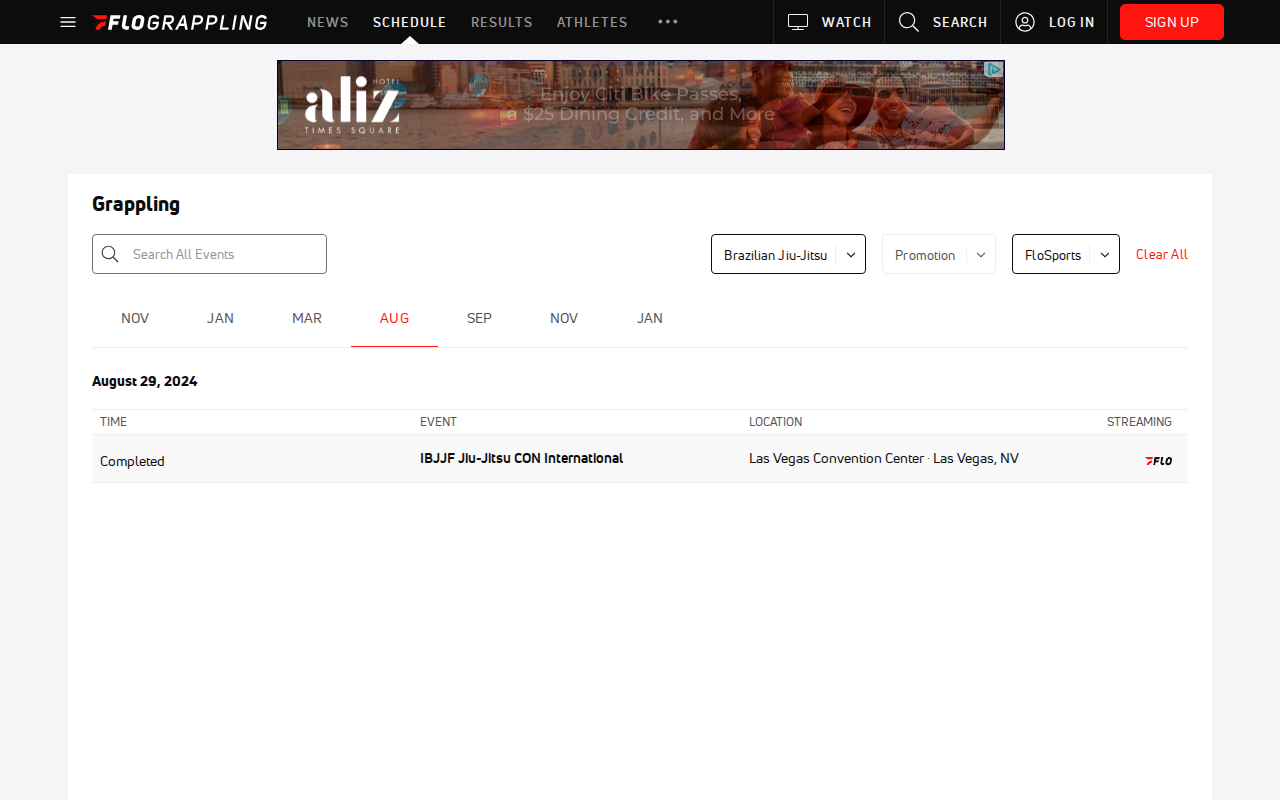 FLOGRAPPLING NEWS SCHEDULE RESULTS ATHLETES WATCH SEARCH LOG IN SIGN UP
HOTEL
aliz
TIMES SQUARE
Enjoy Citi Bike Passes,
a $25 Dining Credit, and More
Grappling
Search All Events Brazilian Jiu-Jitsu Promotion FloSports Clear All
NOV JAN MAR AUG SEP NOV JAN
August 29, 2024
TIME EVENT LOCATION STREAMING
Completed IBJJF Jiu-Jitsu CON International Las Vegas Convention Center · Las Vegas, NV FLO